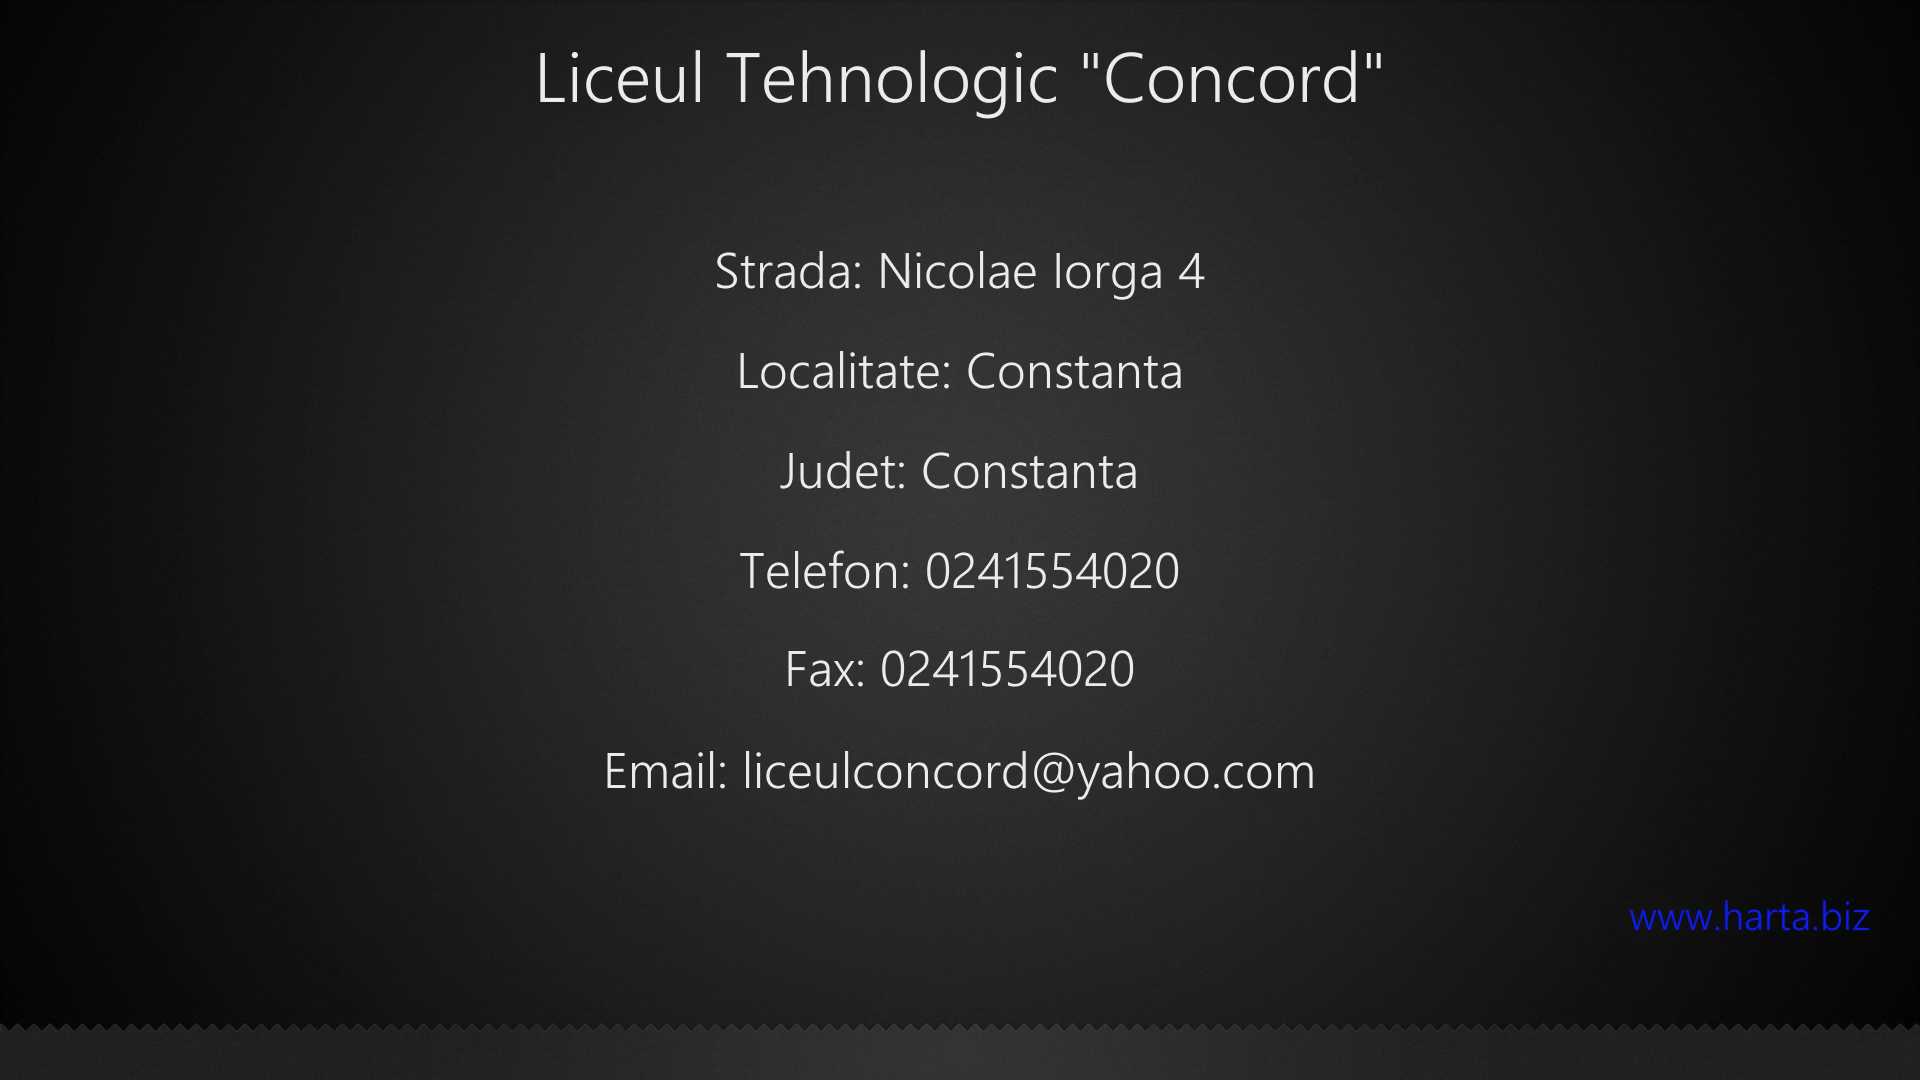 Liceul Tehnologic "Concord"
Strada: Nicolae Iorga 4
Localitate: Constanta
Judet: Constanta
Telefon: 0241554020
Fax: 0241554020
Email: liceulconcord@yahoo.com
www.harta.biz